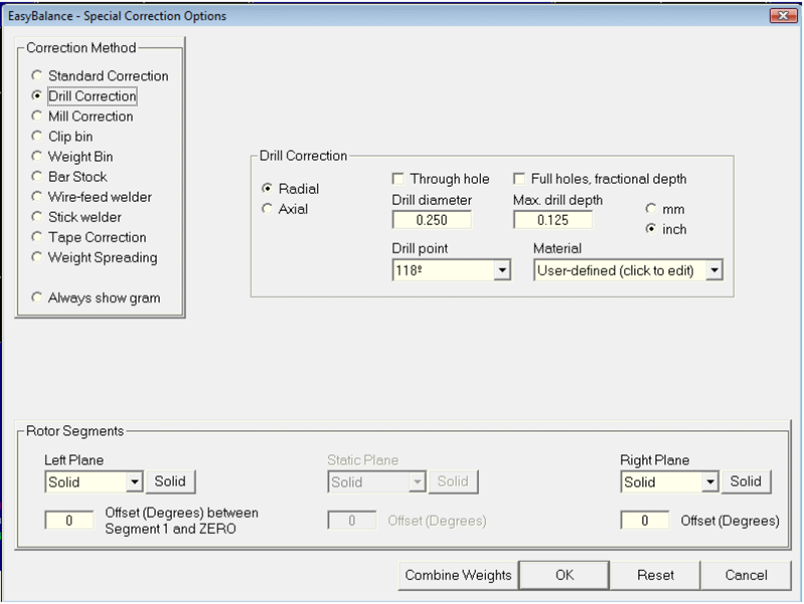 EasyBalance - Special Correction Options
Correction Method
Standard Correction
Drill Correction
Mill Correction
Clip bin
Weight Bin
Bar Stock
Wire-feed welder
Stick welder
Tape Correction
Weight Spreading
Always show gram
Drill Correction
Radial
Axial
Through hole
Full holes, fractional depth
Drill diameter
Max. drill depth
0.250
0.125
mm
inch
Drill point
Material
118º
User-defined (click to edit)
Rotor Segments
Left Plane
Static Plane
Right Plane
Solid Solid
Solid Solid
Solid Solid
0
Offset (Degrees) between
Segment 1 and ZERO
0 Offset (Degrees)
0 Offset (Degrees)
Combine Weights
OK
Reset
Cancel